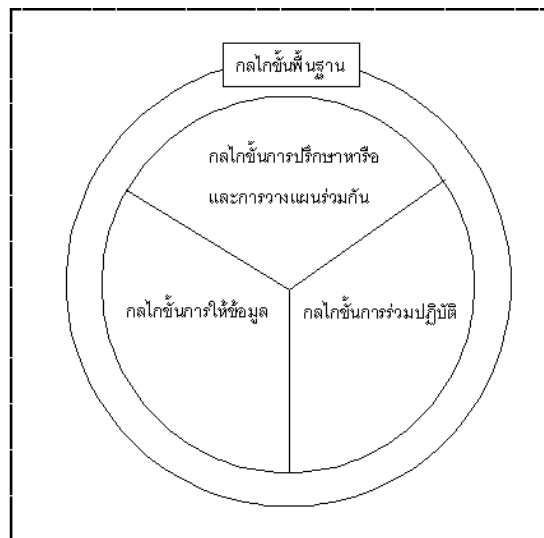 กลไกขั้นพื้นฐาน
กลไกขั้นการปรึกษาหารือ
และการวางแผนร่วมกัน
กลไกขั้นการให้ข้อมูล
กลไกขั้นการร่วมปฏิบัติ